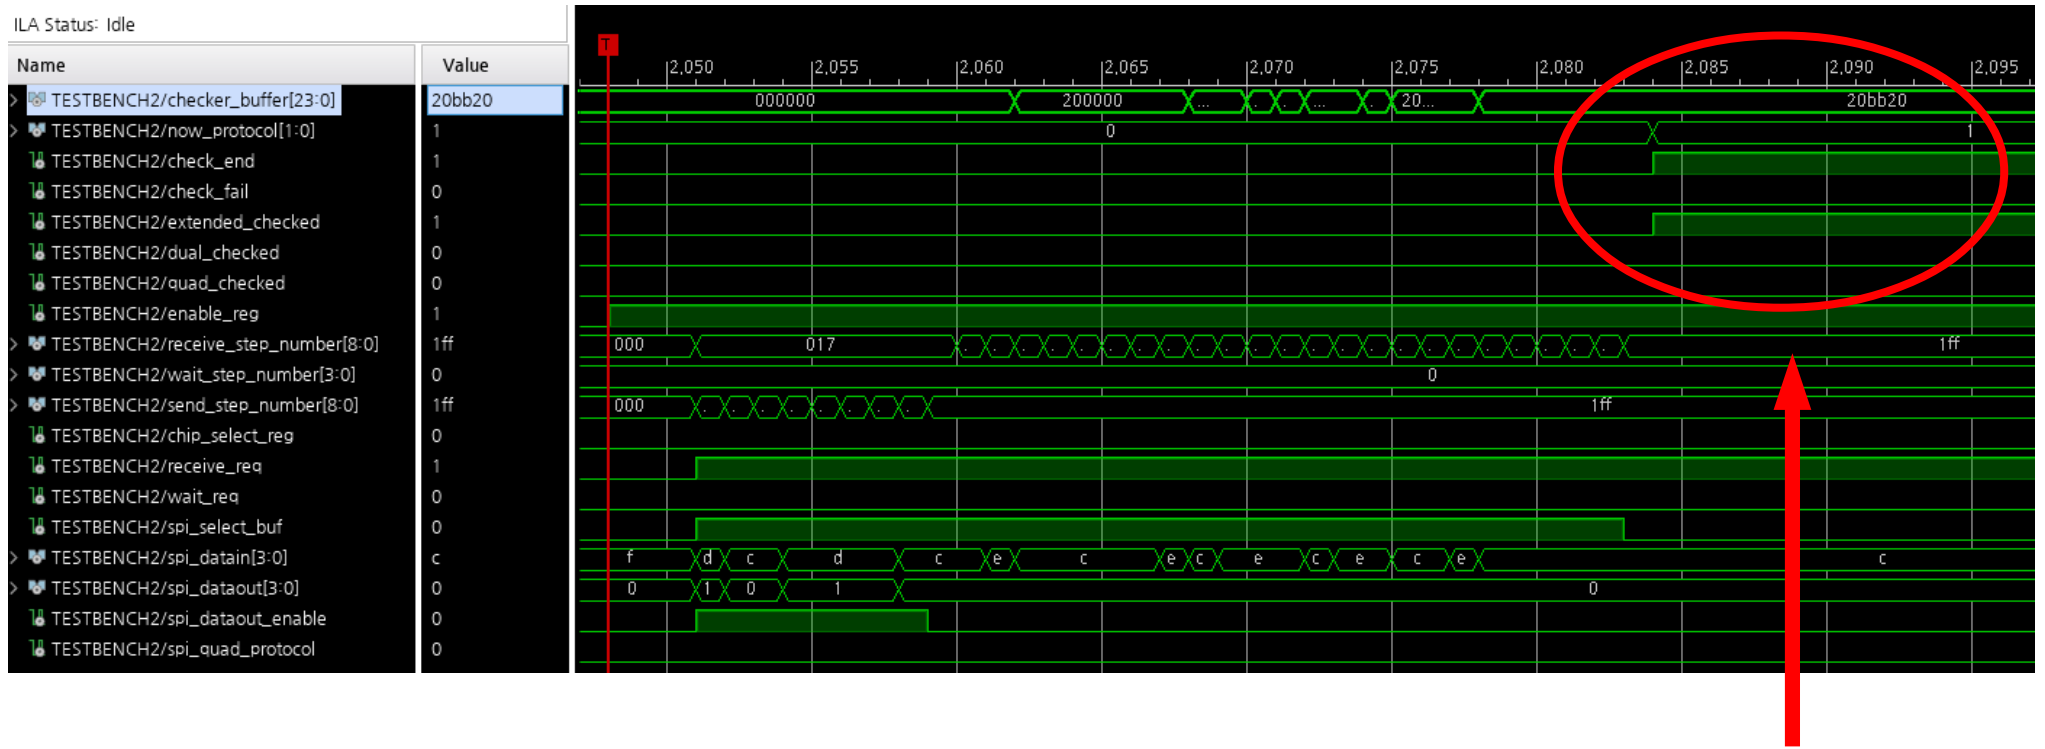 ILA Status: Idle
Name Value
T
2,050 2,055 2,060 2,065 2,070 2,075 2,080 2,085 2,090 2,095
TESTBENCH2/checker_buffer[23:0] 20bb20 000000 200000 ... . . ... . 20... 20bb20
TESTBENCH2/now_protocol[1:0] 1 0 1
TESTBENCH2/check_end 1
TESTBENCH2/check_fail 0
TESTBENCH2/extended_checked 1
TESTBENCH2/dual_checked 0
TESTBENCH2/quad_checked 0
TESTBENCH2/enable_reg 1
TESTBENCH2/receive_step_number[8:0] 1ff 000 017 . . . . . . . . . . . . . . . . . . . . . . . 1ff
TESTBENCH2/wait_step_number[3:0] 0 0
TESTBENCH2/send_step_number[8:0] 1ff 000 . . . . . . . . 1ff
TESTBENCH2/chip_select_reg 0
TESTBENCH2/receive_req 1
TESTBENCH2/wait_req 0
TESTBENCH2/spi_select_buf 0
TESTBENCH2/spi_datain[3:0] c f d c d c e c e c e c e c e c
TESTBENCH2/spi_dataout[3:0] 0 0 1 0 1 0
TESTBENCH2/spi_dataout_enable 0
TESTBENCH2/spi_quad_protocol 0